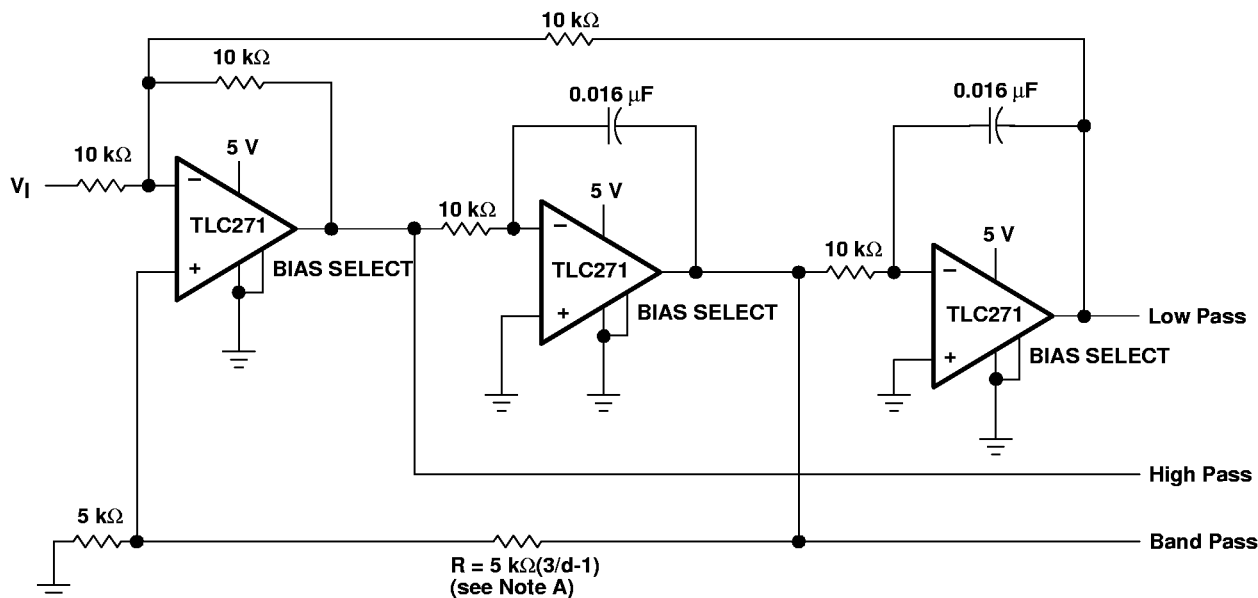 10 kΩ
10 kΩ
0.016 μF
0.016 μF
10 kΩ
5 V
VI
TLC271
BIAS SELECT
10 kΩ
5 V
TLC271
BIAS SELECT
10 kΩ
5 V
TLC271
BIAS SELECT
Low Pass
High Pass
5 kΩ
Band Pass
R = 5 kΩ(3/d-1)
(see Note A)
−
+
−
+
−
+